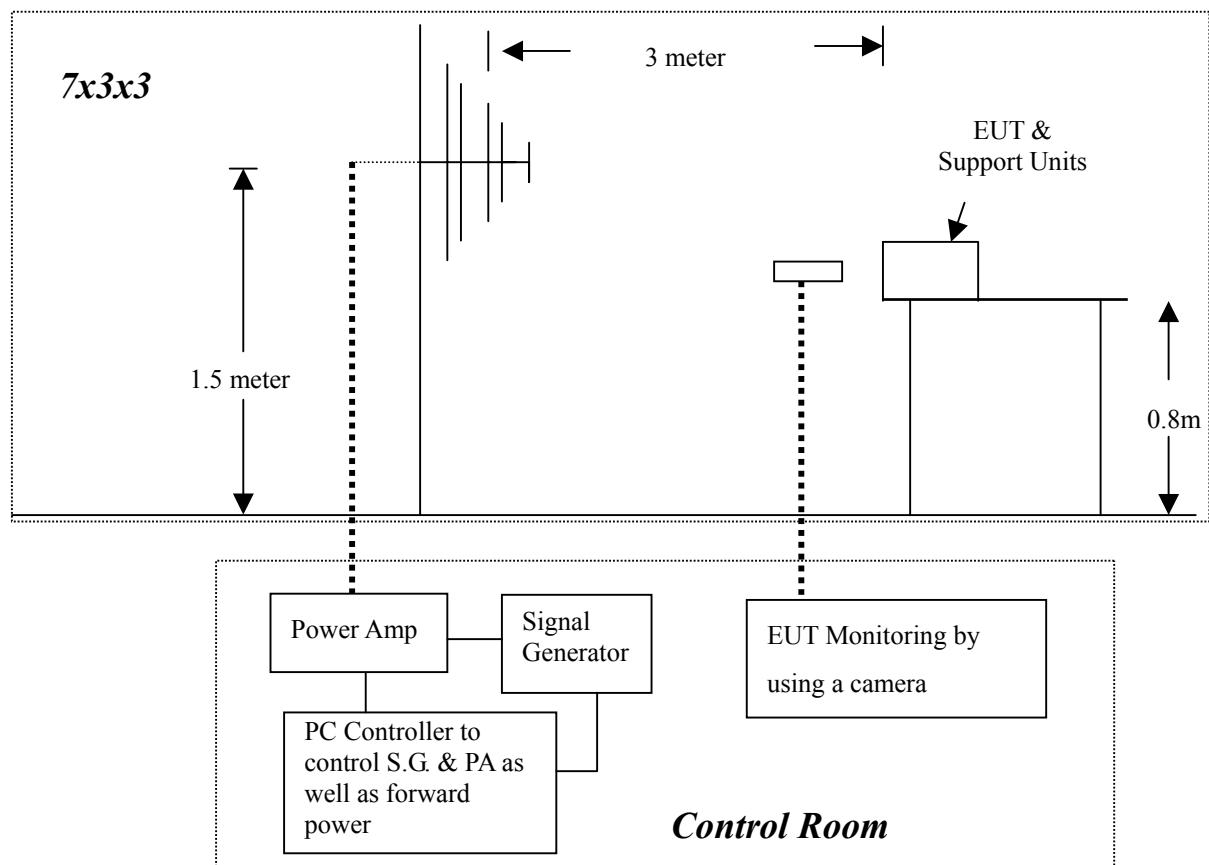 3 meter
7x3x3
EUT &
Support Units
1.5 meter
0.8m
Power Amp
Signal
Generator
EUT Monitoring by
using a camera
PC Controller to
control S.G. & PA as
well as forward
power
Control Room